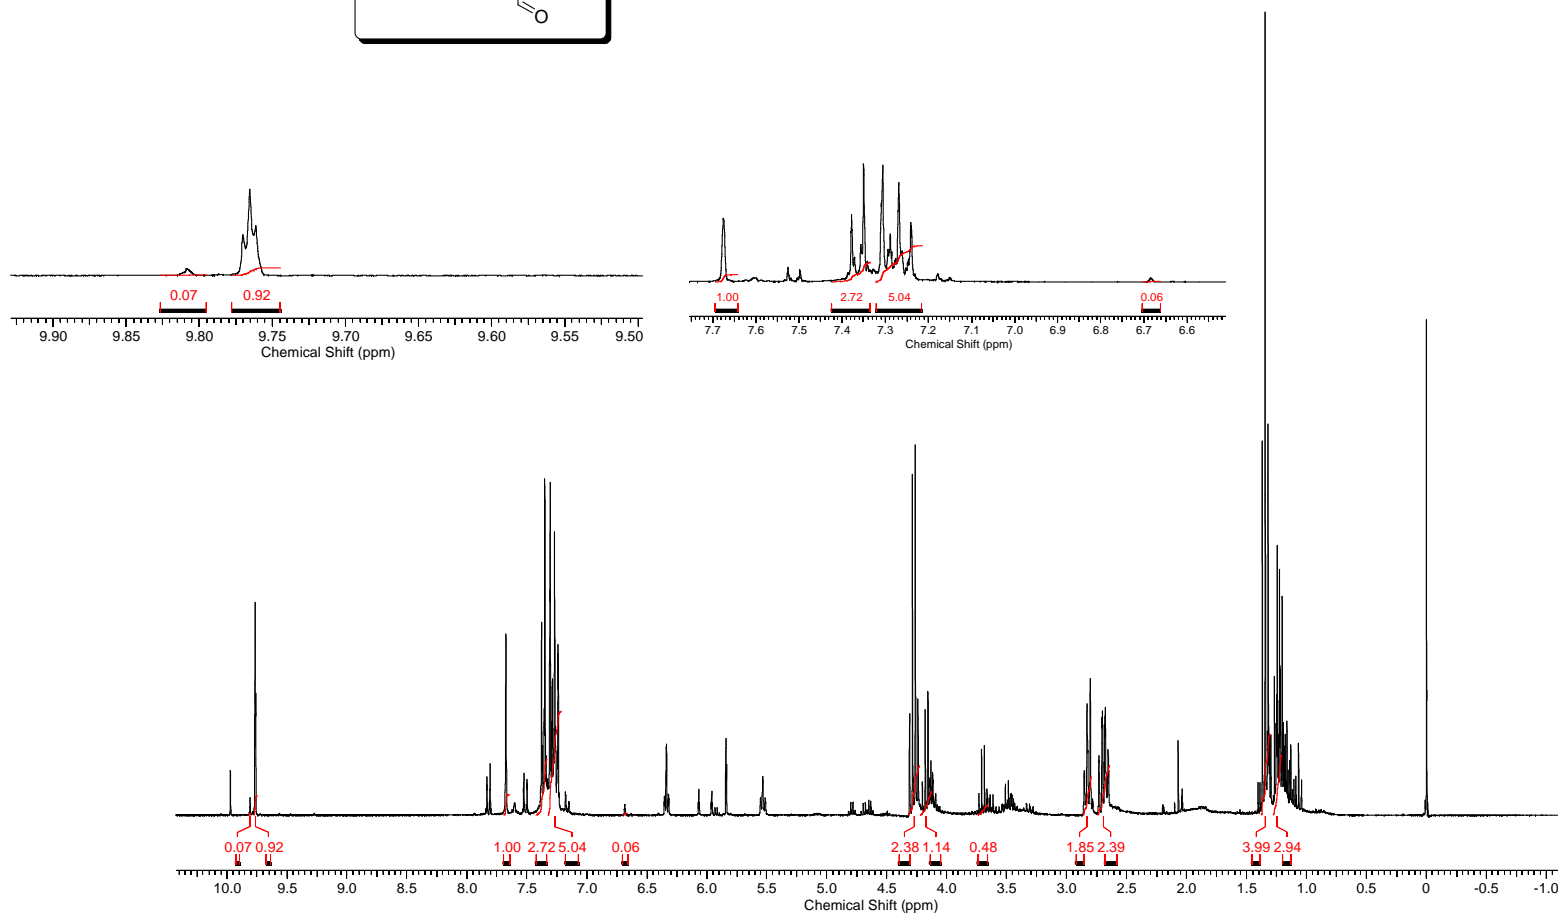 O
0.07 0.92
9.90 9.85 9.80 9.75 9.70 9.65 9.60 9.55 9.50
Chemical Shift (ppm)
1.00 2.72 5.04 0.06
7.7 7.6 7.5 7.4 7.3 7.2 7.1 7.0 6.9 6.8 6.7 6.6
Chemical Shift (ppm)
0.07 0.92 1.00 2.72 5.04 0.06 2.38 1.14 0.48 1.85 2.39 3.99 2.94
10.0 9.5 9.0 8.5 8.0 7.5 7.0 6.5 6.0 5.5 5.0 4.5 4.0 3.5 3.0 2.5 2.0 1.5 1.0 0.5 0 -0.5 -1.0
Chemical Shift (ppm)